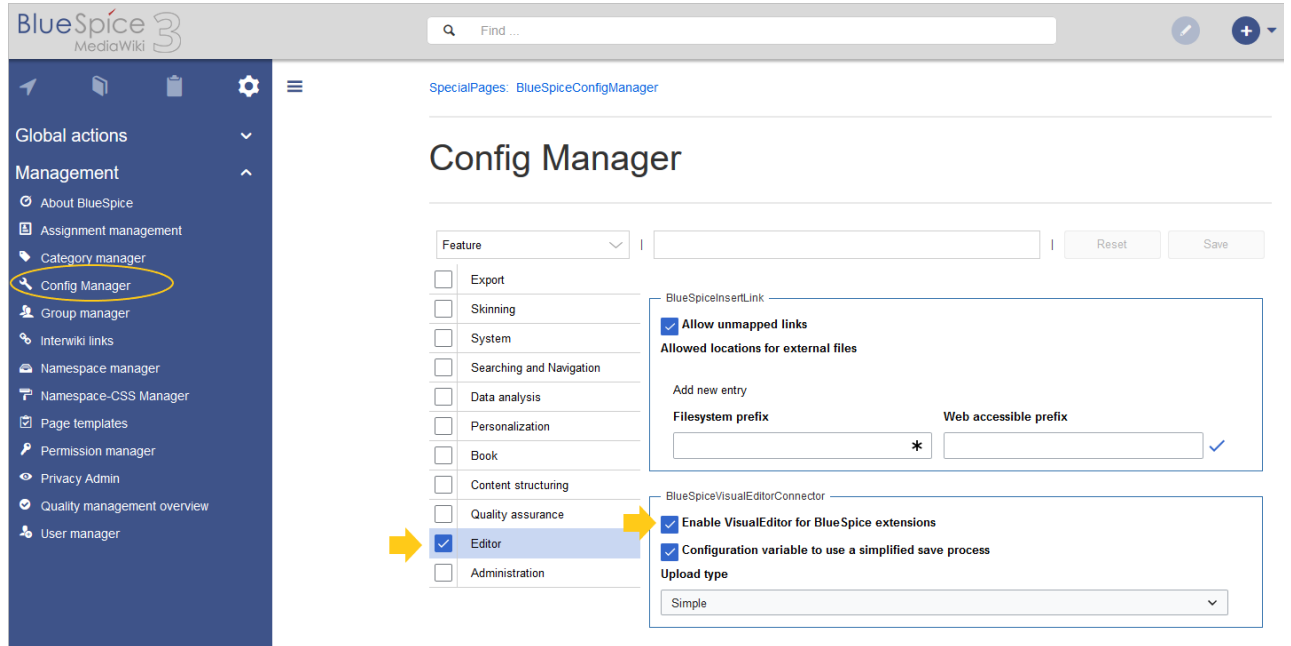 BlueSpice 3
MediaWiki
Find ...
SpecialPages: BlueSpiceConfigManager
Global actions
Management
About BlueSpice
Assignment management
Category manager
Config Manager
Group manager
Interwiki links
Namespace manager
Namespace-CSS Manager
Page templates
Permission manager
Privacy Admin
Quality management overview
User manager
Config Manager
Feature | | Reset Save
Export
Skinning
System
Searching and Navigation
Data analysis
Personalization
Book
Content structuring
Quality assurance
Editor
Administration
BlueSpiceInsertLink
Allow unmapped links
Allowed locations for external files
Add new entry
Filesystem prefix Web accessible prefix
*
BlueSpiceVisualEditorConnector
Enable VisualEditor for BlueSpice extensions
Configuration variable to use a simplified save process
Upload type
Simple